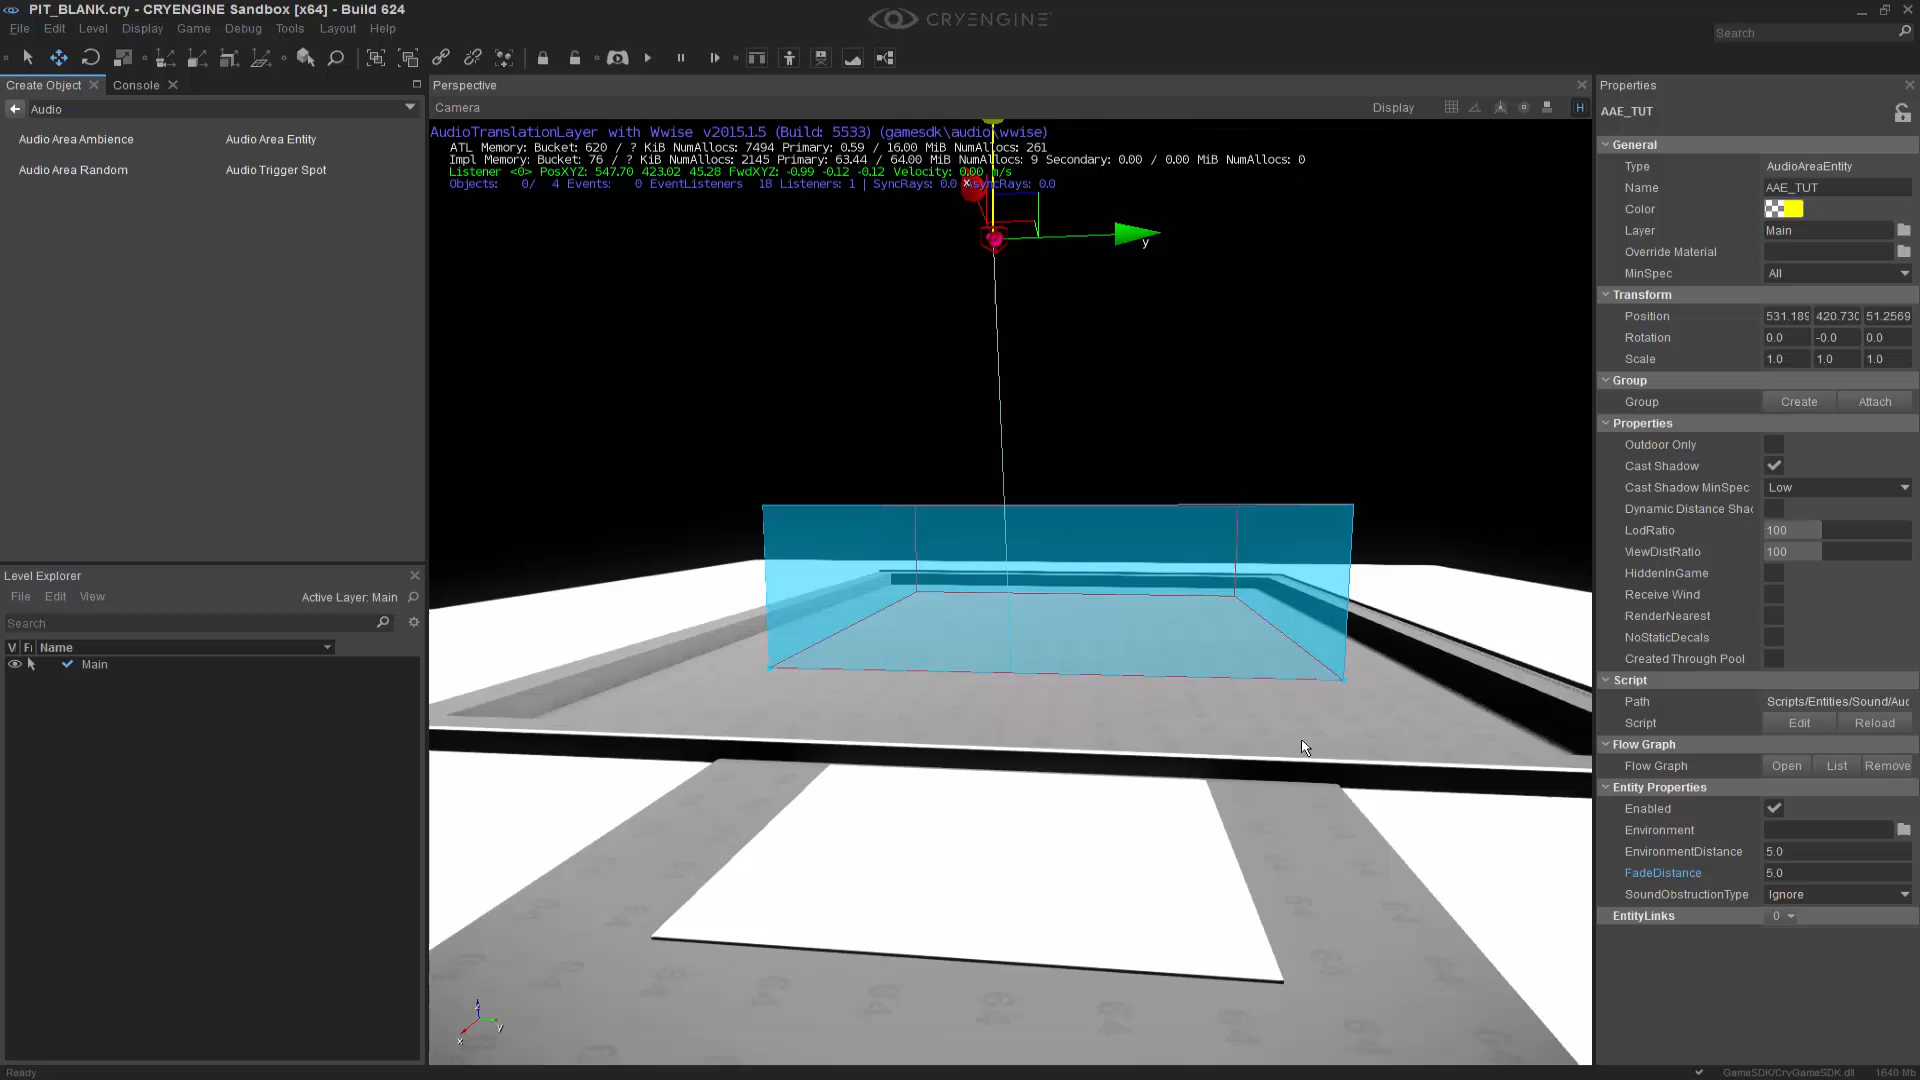 PIT_BLANK.cry - CRYENGINE Sandbox [x64] - Build 624
CRYENGINE
File Edit Level Display Game Debug Tools Layout Help
Search
Create Object
Console
Perspective
Properties
Audio
Camera
Display
H
AAE_TUT
Audio Area Ambience
Audio Area Entity
Audio Area Random
Audio Trigger Spot
AudioTranslationLayer with Wwise v2015.1.5 (Build: 5533) (gamesdk\audio\wwise)
ATL Memory: Bucket: 620 / ? KiB NumAllocs: 7494 Primary: 0.59 / 16.00 MiB NumAllocs: 261
Impl Memory: Bucket: 76 / ? KiB NumAllocs: 2145 Primary: 63.44 / 64.00 MiB NumAllocs: 9 Secondary: 0.00 / 0.00 MiB NumAllocs: 0
Listener <0> PosXYZ: 547.70 423.02 45.28 FwdXYZ: -0.99 -0.12 -0.12 Velocity: 0.00 m/s
Objects: 0/ 4 Events: 0 EventListeners 18 Listeners: 1 | SyncRays: 0.0 AsyncRays: 0.0
x
y
General
Type AudioAreaEntity
Name AAE_TUT
Color
Layer Main
Override Material
MinSpec All
Transform
Position 531.189 420.730 51.2569
Rotation 0.0 -0.0 0.0
Scale 1.0 1.0 1.0
Group
Group Create Attach
Properties
Outdoor Only
Cast Shadow
Cast Shadow MinSpec Low
Dynamic Distance Shac
LodRatio 100
ViewDistRatio 100
HiddenInGame
Receive Wind
RenderNearest
NoStaticDecals
Created Through Pool
Script
Path Scripts/Entities/Sound/Auc
Script Edit Reload
Flow Graph
Flow Graph Open List Remove
Entity Properties
Enabled
Environment
EnvironmentDistance 5.0
FadeDistance 5.0
SoundObstructionType Ignore
EntityLinks 0
Level Explorer
File Edit View Active Layer: Main
Search
V Fi Name
Main
64 64 64 64 64
z
y
x
Ready
GameSDK/CryGameSDK.dll 1640 Mb